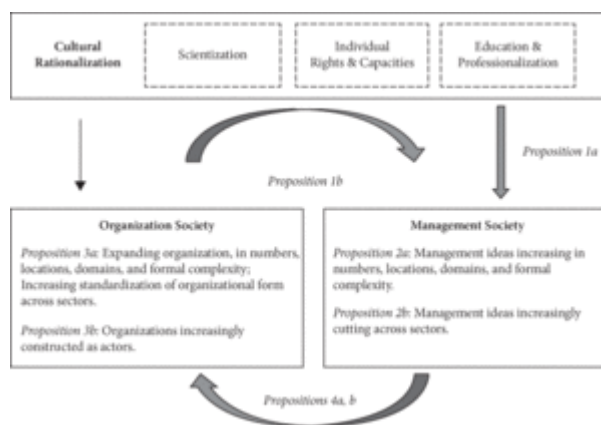 Cultural
Rationalization
Scientization
Individual
Rights & Capacities
Education &
Professionalization
Proposition 1a
Proposition 1b
Organization Society
Proposition 3a: Expanding organization, in numbers,
locations, domains, and formal complexity;
Increasing standardization of organizational form
across sectors.
Proposition 3b: Organizations increasingly
constructed as actors.
Management Society
Proposition 2a: Management ideas increasing in
numbers, locations, domains, and formal
complexity.
Proposition 2b: Management ideas increasingly
cutting across sectors.
Propositions 4a, b